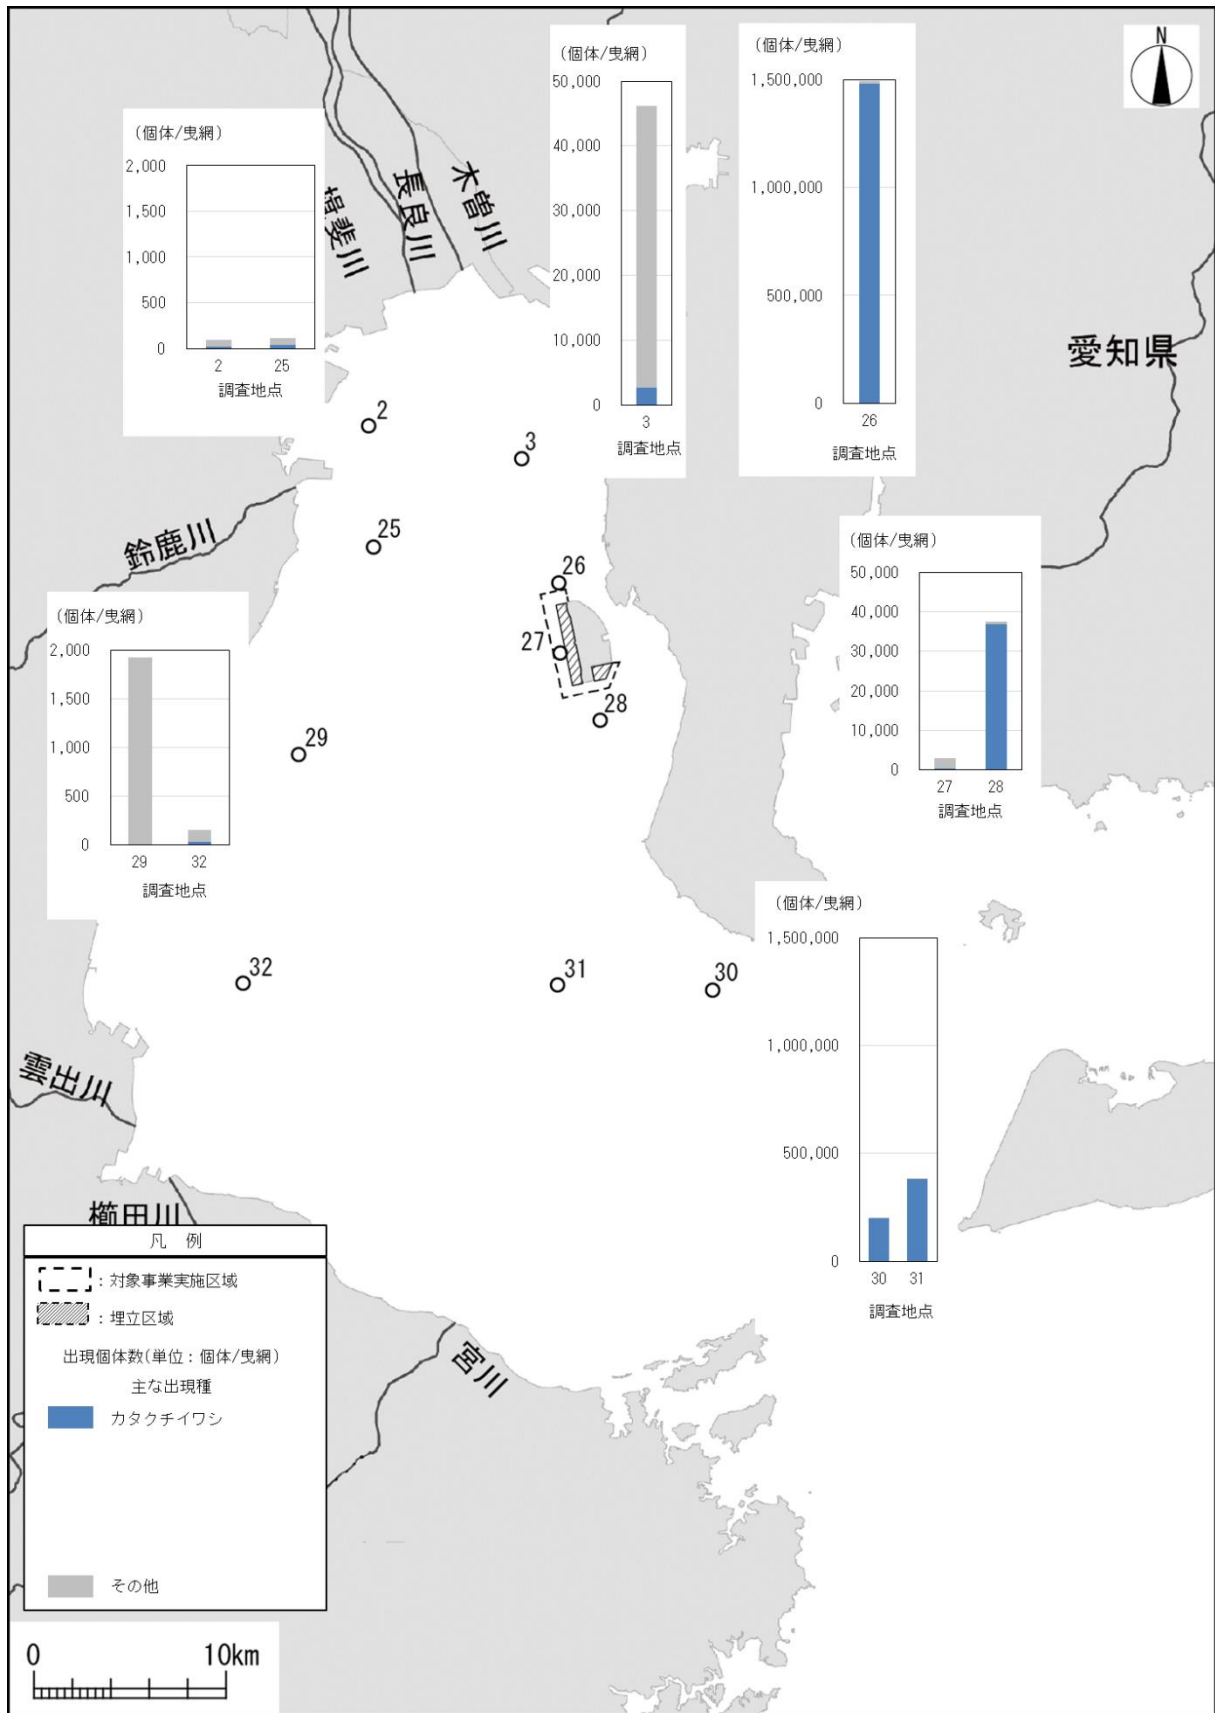 N
(個体/曳網)
2,000
1,500
1,000
500
0
2 25
調査地点
揖斐川
長良川
木曽川
(個体/曳網)
50,000
40,000
30,000
20,000
10,000
0
3
調査地点
(個体/曳網)
1,500,000
1,000,000
500,000
0
26
調査地点
愛知県
2
3
鈴鹿川
25
26
27
28
29
(個体/曳網)
50,000
40,000
30,000
20,000
10,000
0
27 28
調査地点
(個体/曳網)
2,000
1,500
1,000
500
0
29 32
調査地点
32
31
30
(個体/曳網)
1,500,000
1,000,000
500,000
0
30 31
調査地点
雲出川
櫛田川
宮川
凡 例
:対象事業実施区域
:埋立区域
出現個体数(単位:個体/曳網)
主な出現種
カタクチイワシ
その他
0 10km